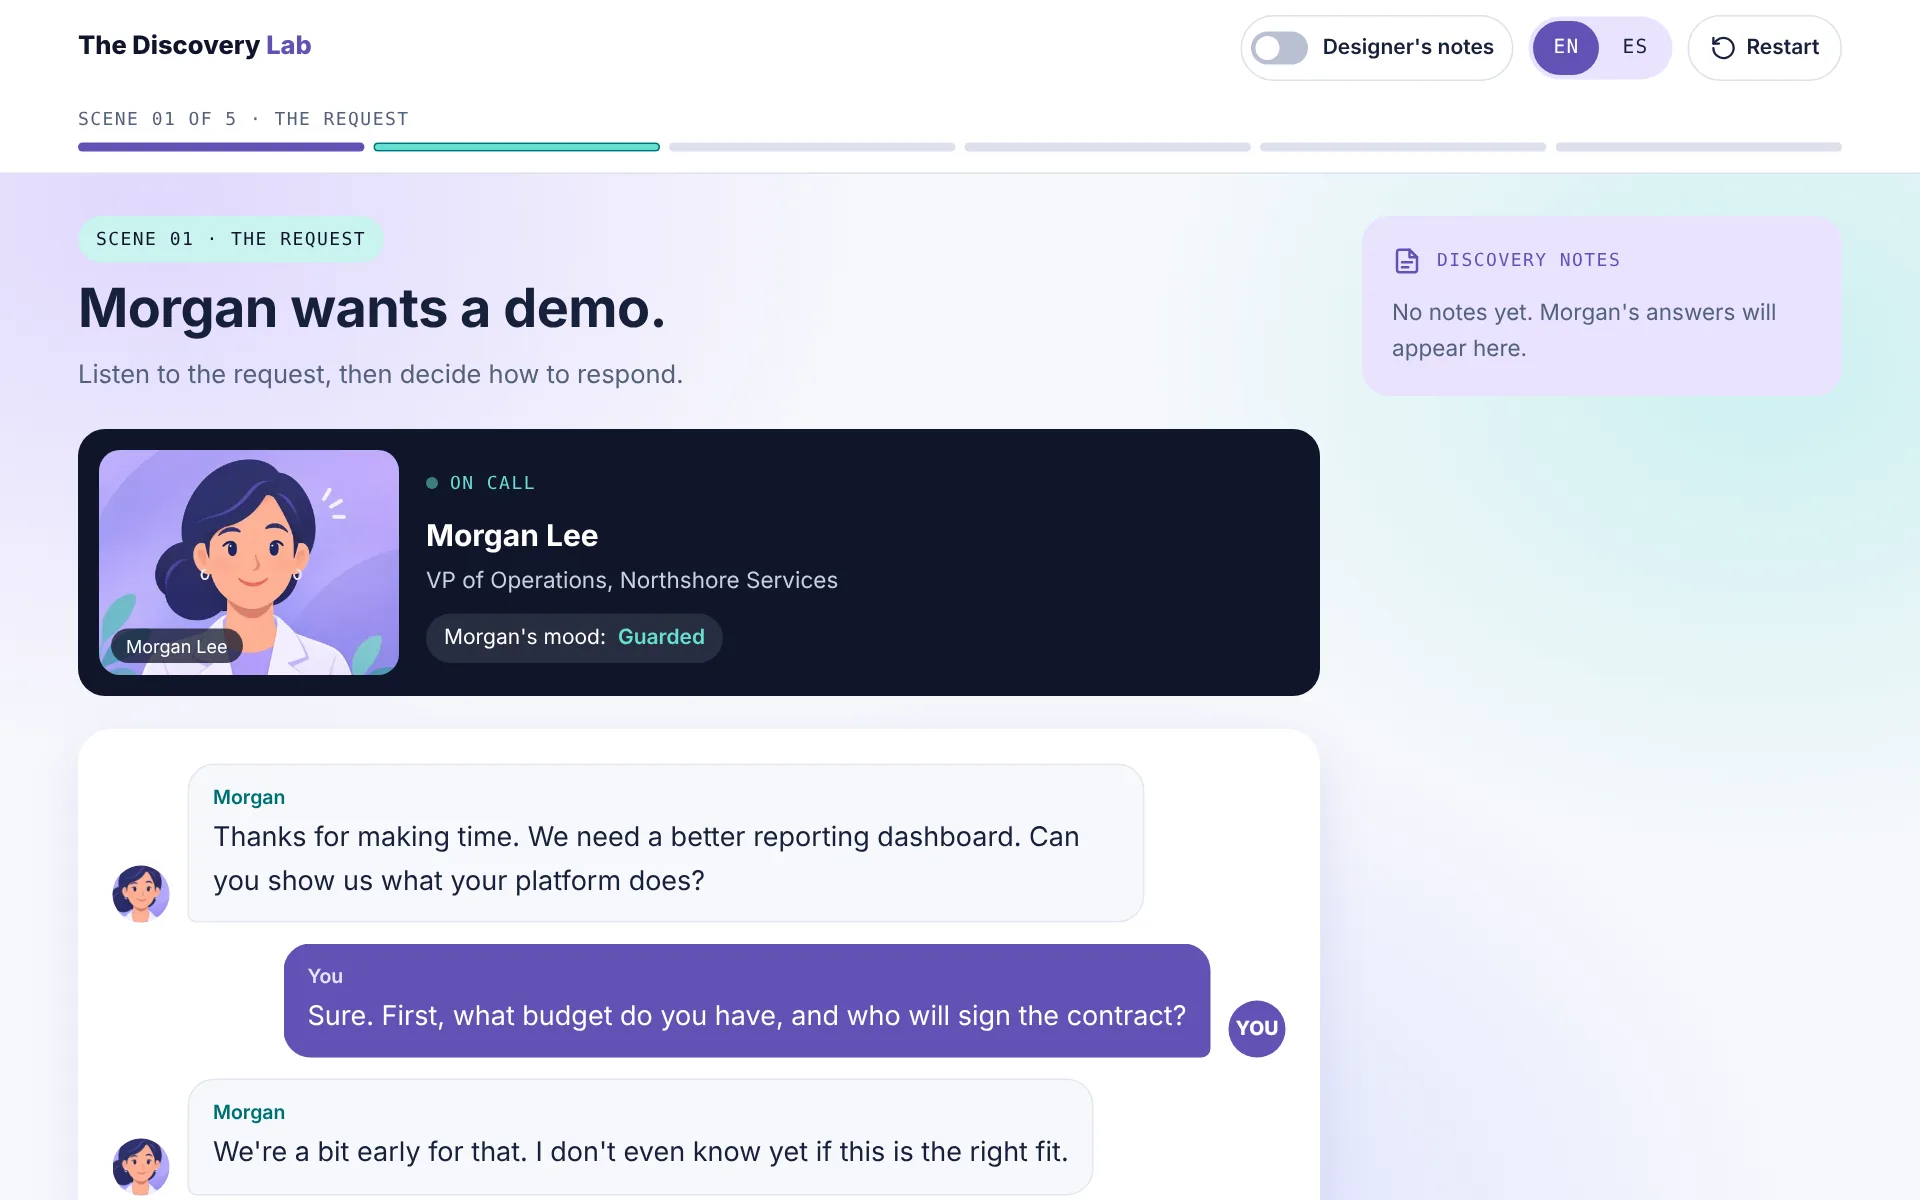 The Discovery Lab
Designer's notes
EN
ES
Restart
SCENE 01 OF 5 · THE REQUEST
SCENE 01 · THE REQUEST
Morgan wants a demo.
Listen to the request, then decide how to respond.
DISCOVERY NOTES
No notes yet. Morgan's answers will
appear here.
Morgan Lee
ON CALL
Morgan Lee
VP of Operations, Northshore Services
Morgan's mood: Guarded
Morgan
Thanks for making time. We need a better reporting dashboard. Can
you show us what your platform does?
You
Sure. First, what budget do you have, and who will sign the contract?
YOU
Morgan
We're a bit early for that. I don't even know yet if this is the right fit.